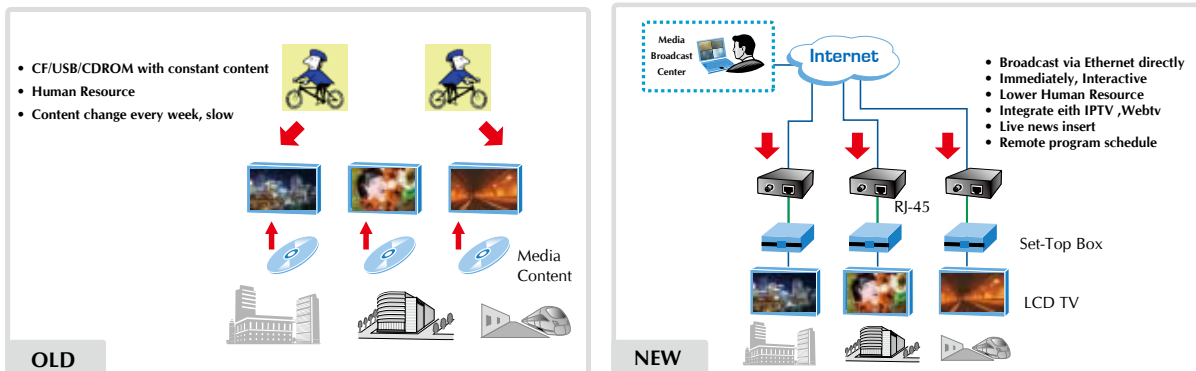 • CF/USB/CDROM with constant content
• Human Resource
• Content change every week, slow
Media
Content
OLD
Media
Broadcast
Center
Internet
• Broadcast via Ethernet directly
• Immediately, Interactive
• Lower Human Resource
• Integrate eith IPTV ,Webtv
• Live news insert
• Remote program schedule
RJ-45
Set-Top Box
LCD TV
NEW